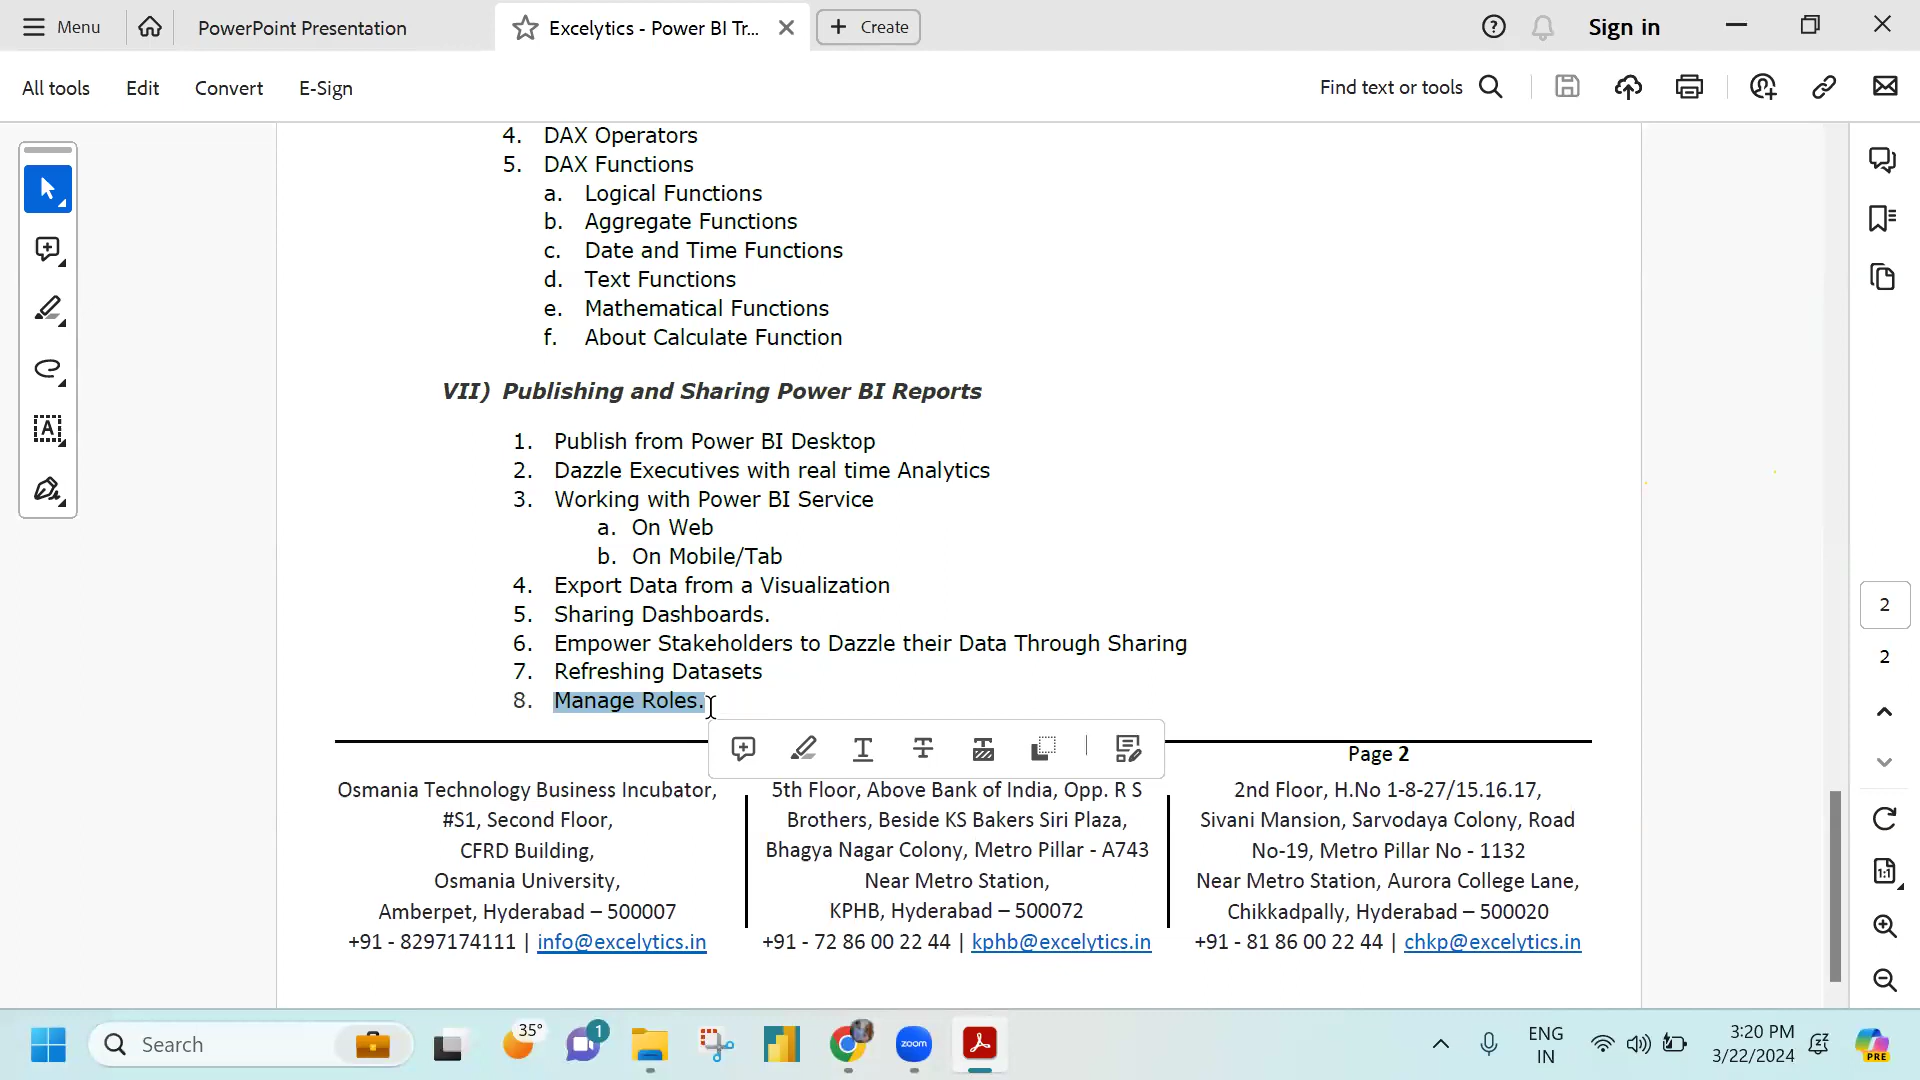 Menu
PowerPoint Presentation
Excelytics - Power BI Tr...
Create
Sign in
All tools
Edit
Convert
E-Sign
Find text or tools
4. DAX Operators
5. DAX Functions
a. Logical Functions
b. Aggregate Functions
c. Date and Time Functions
d. Text Functions
e. Mathematical Functions
f. About Calculate Function
VII) Publishing and Sharing Power BI Reports
1. Publish from Power BI Desktop
2. Dazzle Executives with real time Analytics
3. Working with Power BI Service
a. On Web
b. On Mobile/Tab
4. Export Data from a Visualization
5. Sharing Dashboards.
6. Empower Stakeholders to Dazzle their Data Through Sharing
7. Refreshing Datasets
8. Manage Roles.
2
2
Page 2
Osmania Technology Business Incubator,
#S1, Second Floor,
CFRD Building,
Osmania University,
Amberpet, Hyderabad – 500007
+91 - 8297174111 | info@excelytics.in
5th Floor, Above Bank of India, Opp. R S
Brothers, Beside KS Bakers Siri Plaza,
Bhagya Nagar Colony, Metro Pillar - A743
Near Metro Station,
KPHB, Hyderabad – 500072
+91 - 72 86 00 22 44 | kphb@excelytics.in
2nd Floor, H.No 1-8-27/15.16.17,
Sivani Mansion, Sarvodaya Colony, Road
No-19, Metro Pillar No - 1132
Near Metro Station, Aurora College Lane,
Chikkadpally, Hyderabad – 500020
+91 - 81 86 00 22 44 | chkp@excelytics.in
1:1
Search
35°
1
zoom
ENG
IN
3:20 PM
3/22/2024
PRE